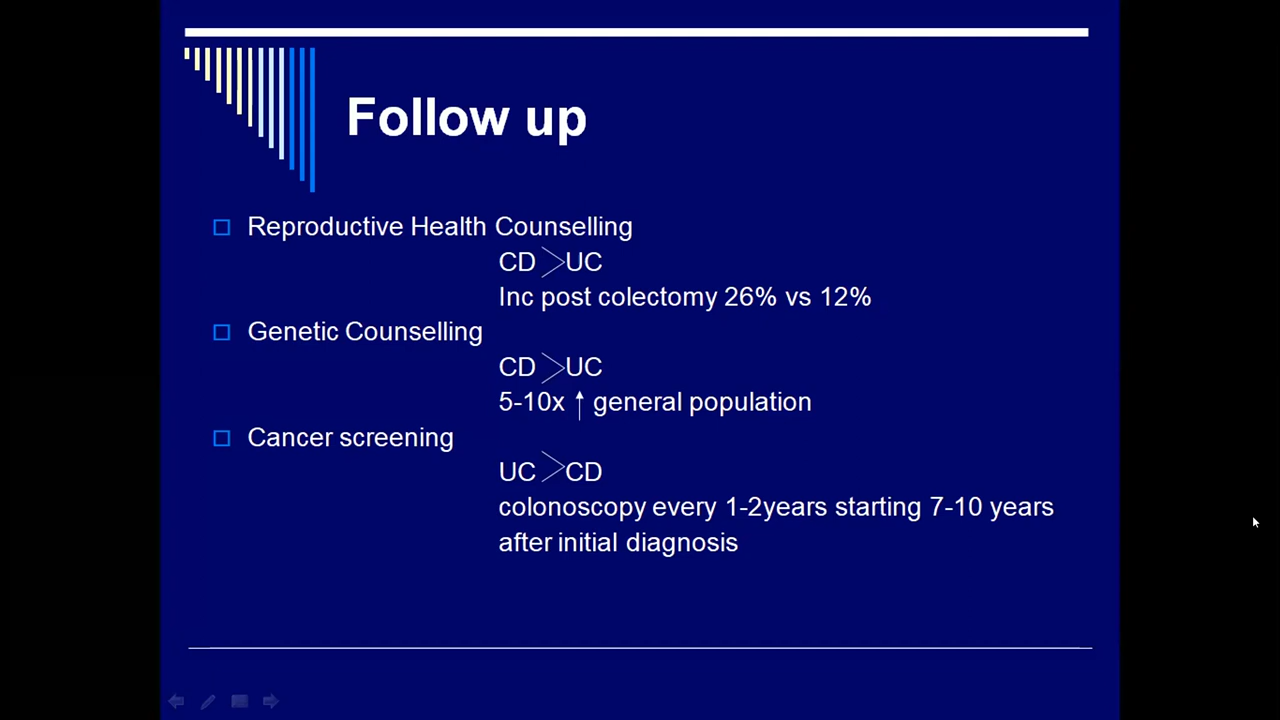 Follow up
Reproductive Health Counselling
CD > UC
Inc post colectomy 26% vs 12%
Genetic Counselling
CD > UC
5-10x ↑ general population
Cancer screening
UC > CD
colonoscopy every 1-2years starting 7-10 years
after initial diagnosis